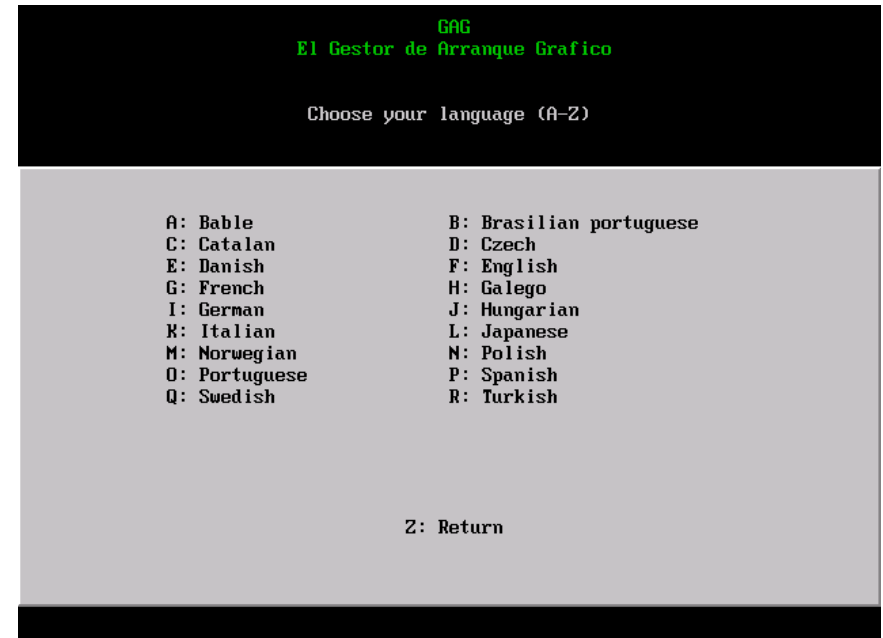 GAG
El Gestor de Arranque Grafico
Choose your language (A-Z)
A: Bable B: Brasilian portuguese
C: Catalan D: Czech
E: Danish F: English
G: French H: Galego
I: German J: Hungarian
K: Italian L: Japanese
M: Norwegian N: Polish
O: Portuguese P: Spanish
Q: Swedish R: Turkish
Z: Return